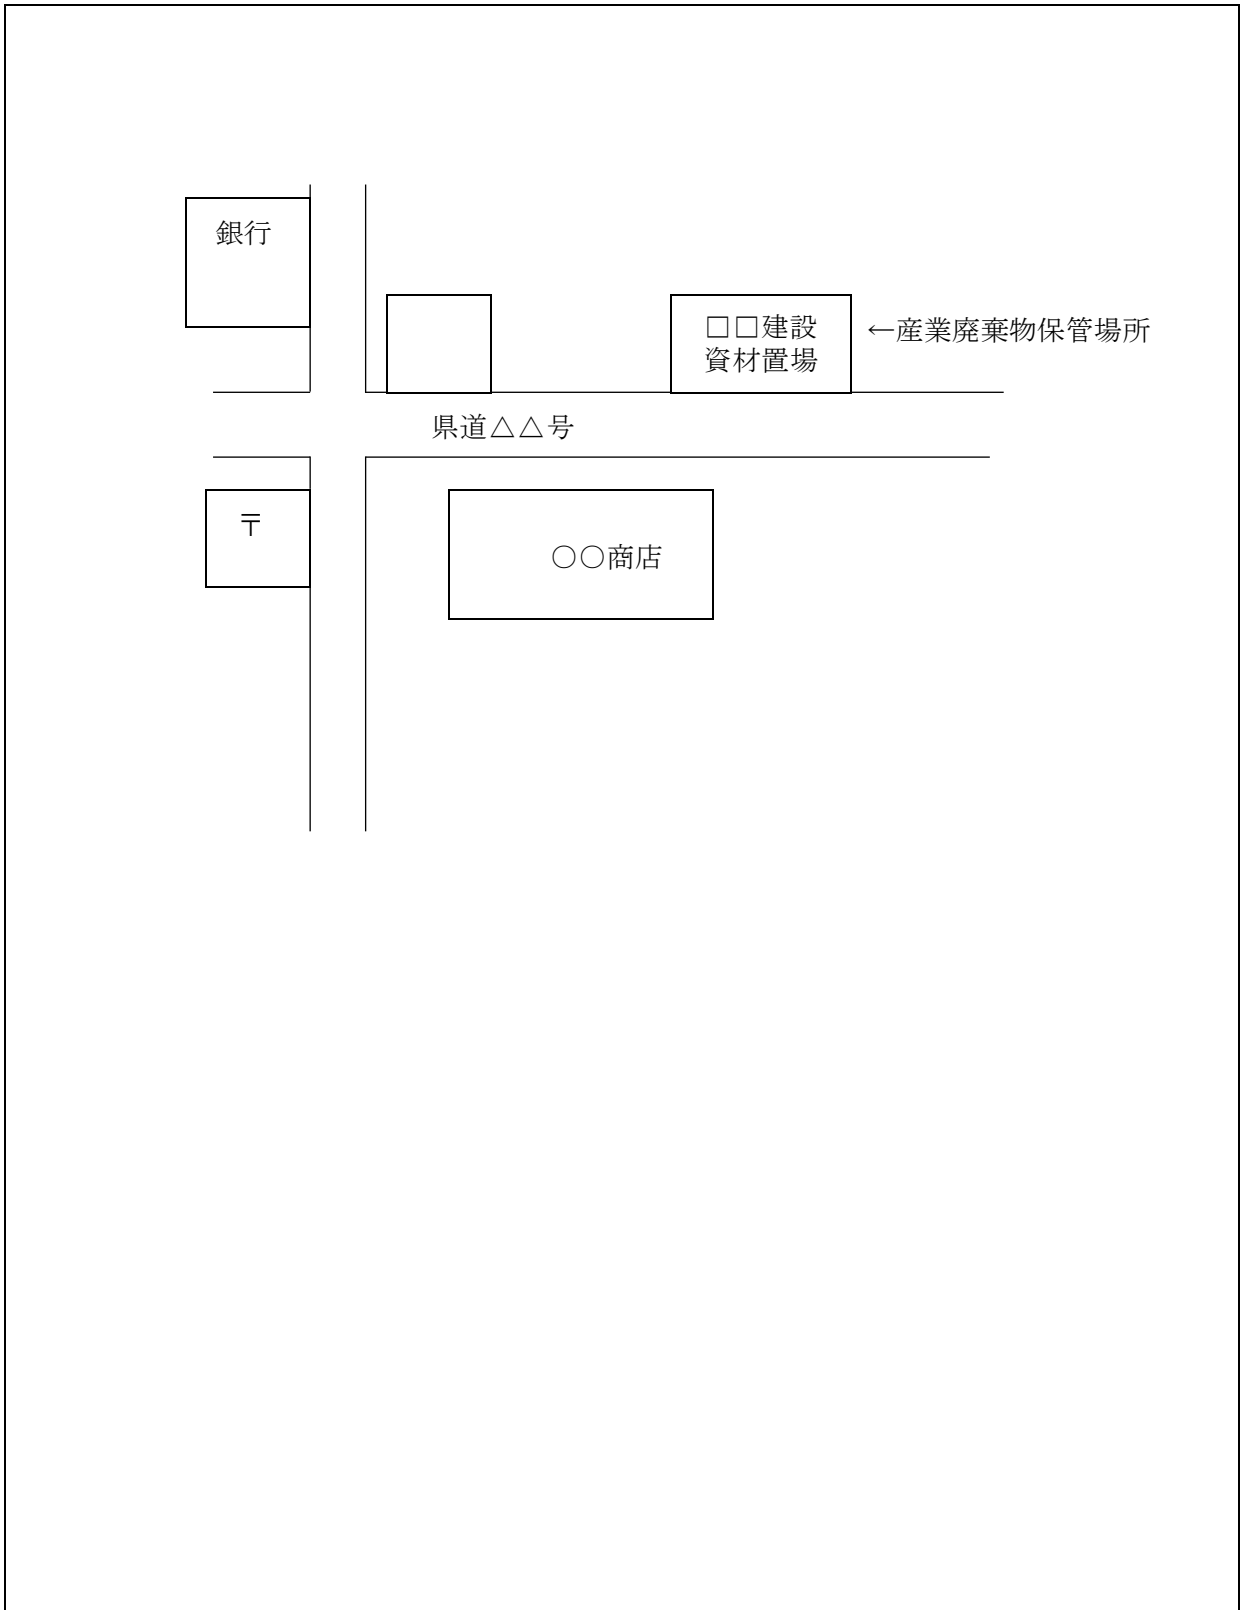 銀行
□□建設
資材置場
←産業廃棄物保管場所
県道△△号
〒
○○商店